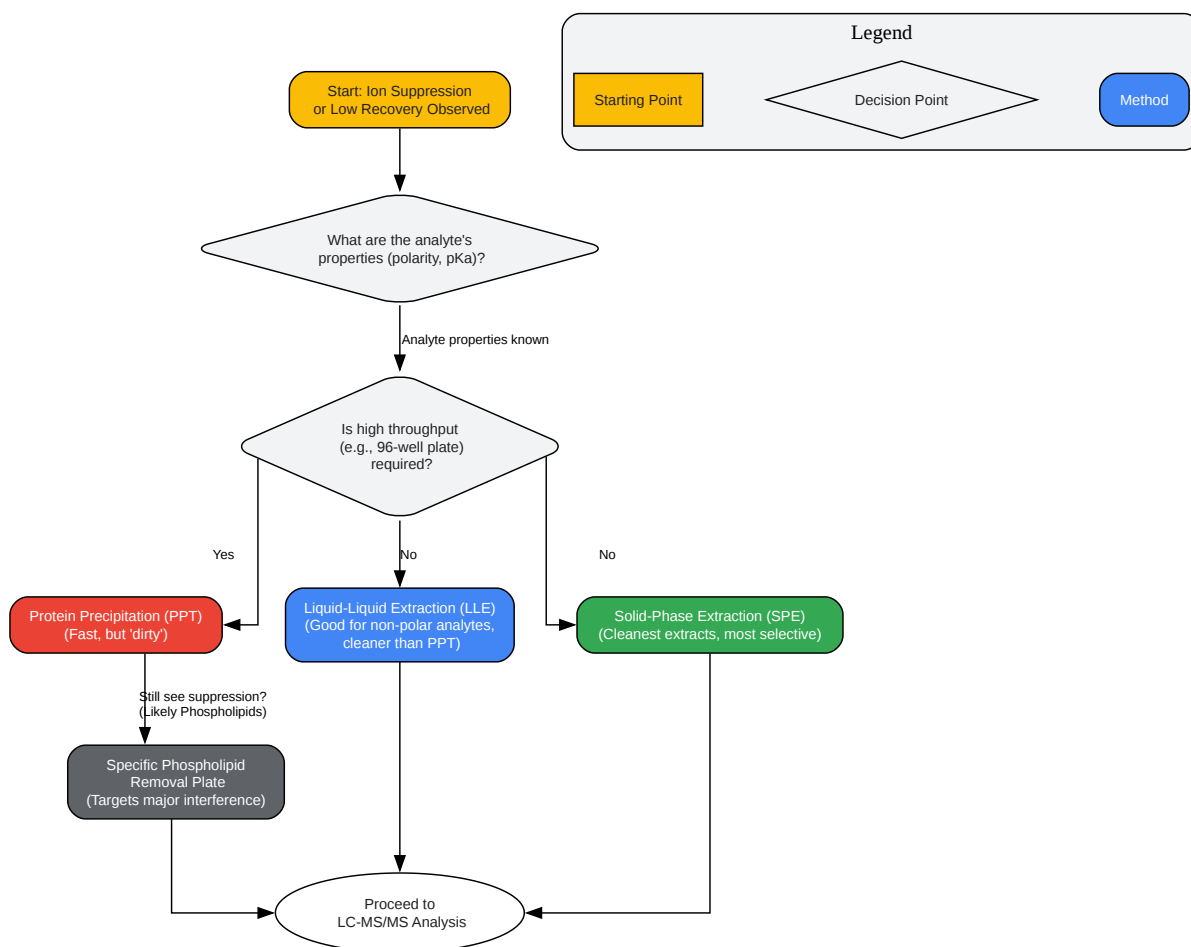 Legend
Starting Point
Decision Point
Method
Start: Ion Suppression
or Low Recovery Observed
What are the analyte's
properties (polarity, pKa)?
Analyte properties known
Is high throughput
(e.g., 96-well plate)
required?
Yes
No
No
Protein Precipitation (PPT)
(Fast, but 'dirty')
Liquid-Liquid Extraction (LLE)
(Good for non-polar analytes,
cleaner than PPT)
Solid-Phase Extraction (SPE)
(Cleanest extracts, most selective)
Still see suppression?
(Likely Phospholipids)
Specific Phospholipid
Removal Plate
(Targets major interference)
Proceed to
LC-MS/MS Analysis